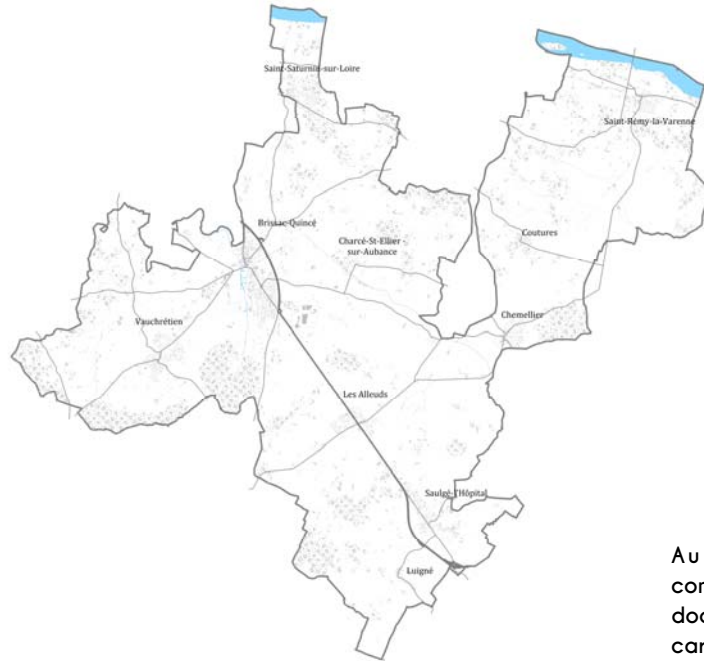 Saint-Saturnin-sur-Loire
Saint-Rémy-la-Varenne
Brissac-Quincé
Charcé-St-Ellier -
sur-Aubance
Coutures
Vauchrétien
Chemellier
Les Alleuds
Saulgé-l'Hôpital
Luigné
Au